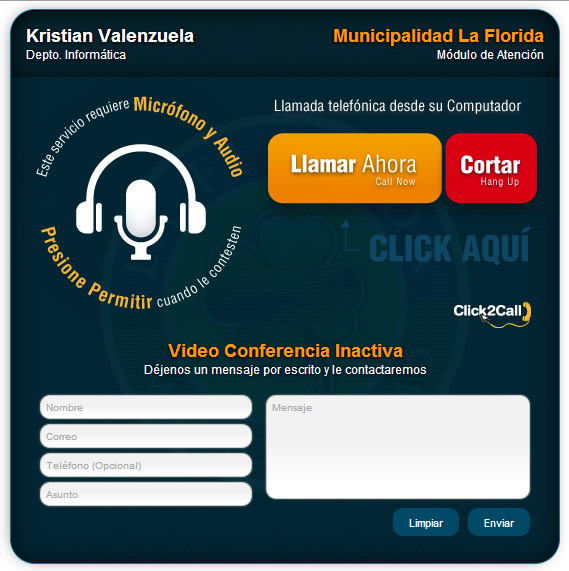 Kristian Valenzuela
Depto. Informática
Municipalidad La Florida
Módulo de Atención
Este servicio requiere Micrófono y Audio
Presione Permitir cuando le contesten
Llamada telefónica desde su Computador
Llamar Ahora
Call Now
Cortar
Hang Up
CLICK AQUÍ
Click2Call
Video Conferencia Inactiva
Déjenos un mensaje por escrito y le contactaremos
Nombre
Correo
Teléfono (Opcional)
Asunto
Mensaje
Limpiar
Enviar